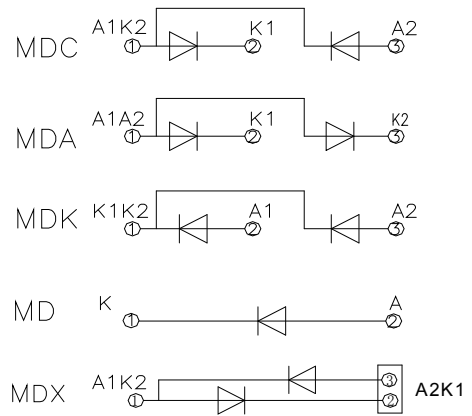 A1K2 K1 A2
MDC 1 2 3
A1A2 K1 K2
MDA 1 2 3
K1K2 A1 A2
MDK 1 2 3
MD K A
1 2
MDX A1K2 3 A2K1
1 2